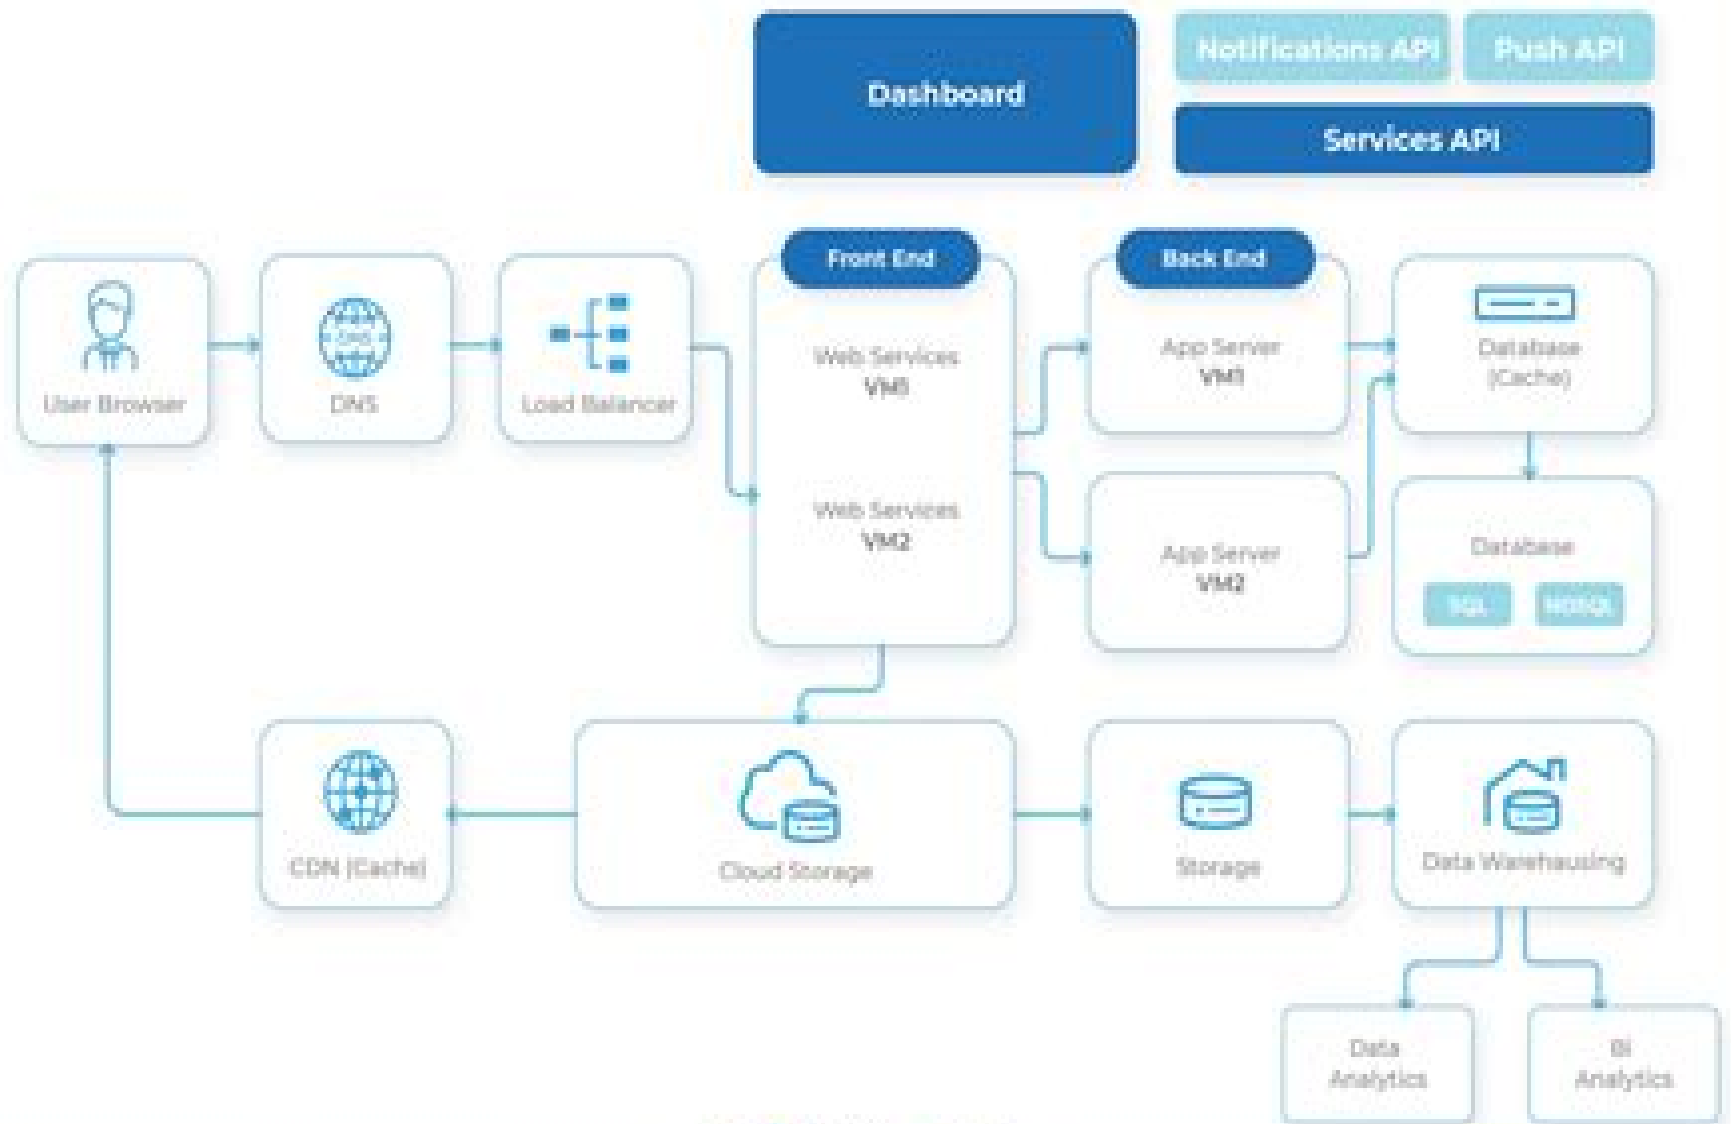 Dashboard
Notifications API
Push API
Services API
Front End
Back End
User Browser
DNS
DNS
Load Balancer
Web Services
VM1
Web Services
VM2
App Server
VM1
App Server
VM2
Database
(Cache)
Database
SQL
NOSQL
CDN (Cache)
Cloud Storage
Storage
Data Warehausing
Data
Analytics
BI
Analytics